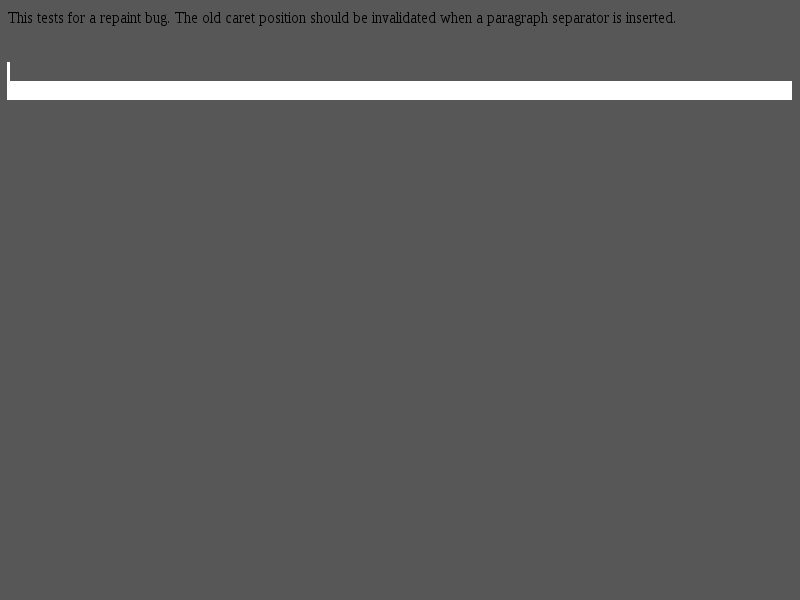 This tests for a repaint bug. The old caret position should be invalidated when a paragraph separator is inserted.